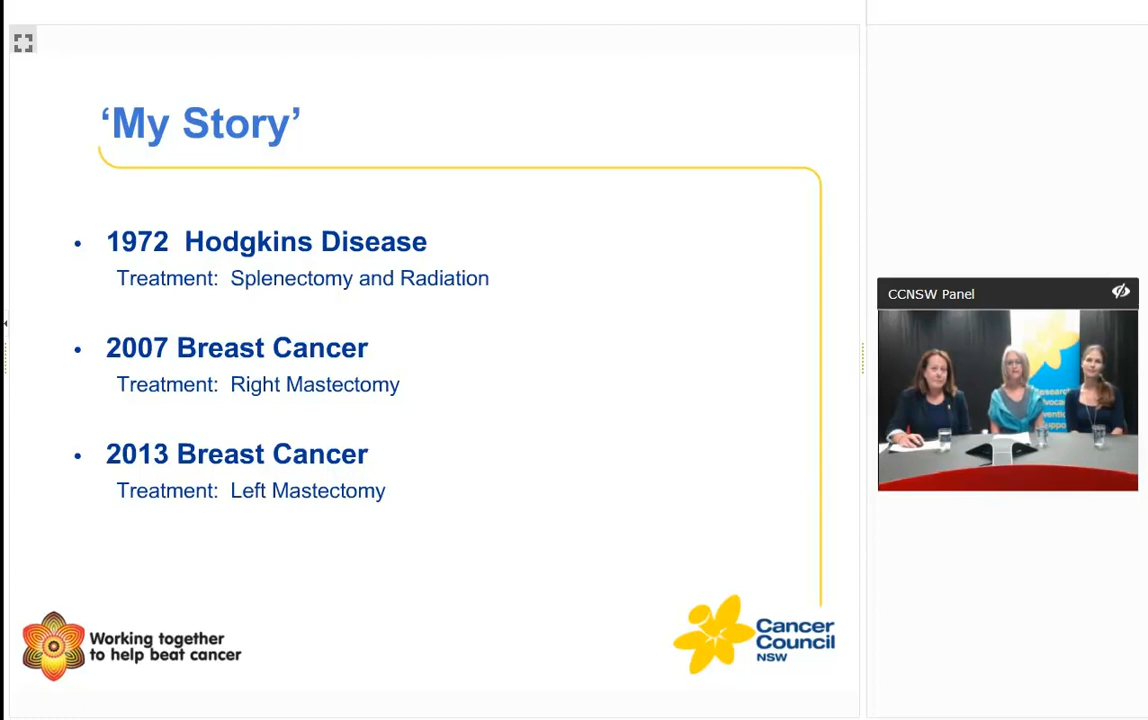 ‘My Story’
• 1972 Hodgkins Disease
Treatment: Splenectomy and Radiation
• 2007 Breast Cancer
Treatment: Right Mastectomy
• 2013 Breast Cancer
Treatment: Left Mastectomy
Working together
to help beat cancer
Cancer
Council
NSW
CCNSW Panel